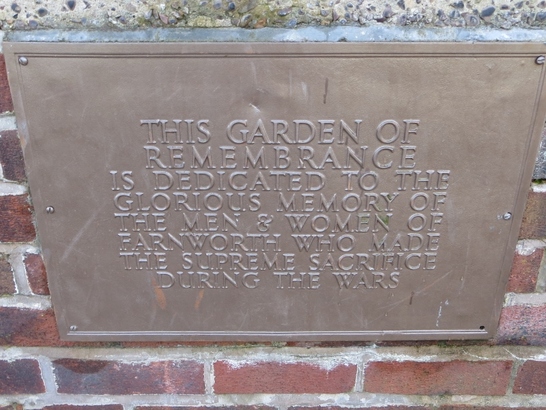 THIS GARDEN OF
REMEMBRANCE
IS DEDICATED TO THE
GLORIOUS MEMORY OF
THE MEN & WOMEN OF
FARNWORTH WHO MADE
THE SUPREME SACRIFICE
DURING THE WARS